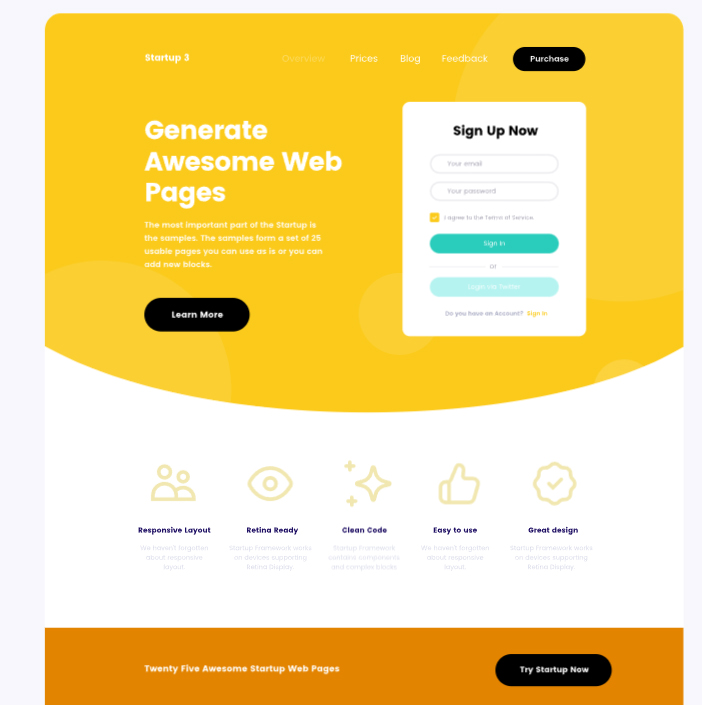 Startup 3
Overview Prices Blog Feedback Purchase
Generate
Awesome Web
Pages
The most important part of the Startup is
the samples. The samples form a set of 25
usable pages you can use as is or you can
add new blocks.
Learn More
Sign Up Now
Your email
Your password
I agree to the Terms of Service.
Sign In
or
Login via Twitter
Do you have an Account? Sign In
Responsive Layout
We haven't forgotten
about responsive
layout.
Retina Ready
Startup Framework works
on devices supporting
Retina Display.
Clean Code
Startup Framework
contains components
and complex blocks
Easy to use
We haven't forgotten
about responsive
layout.
Great design
Startup Framework works
on devices supporting
Retina Display.
Twenty Five Awesome Startup Web Pages
Try Startup Now